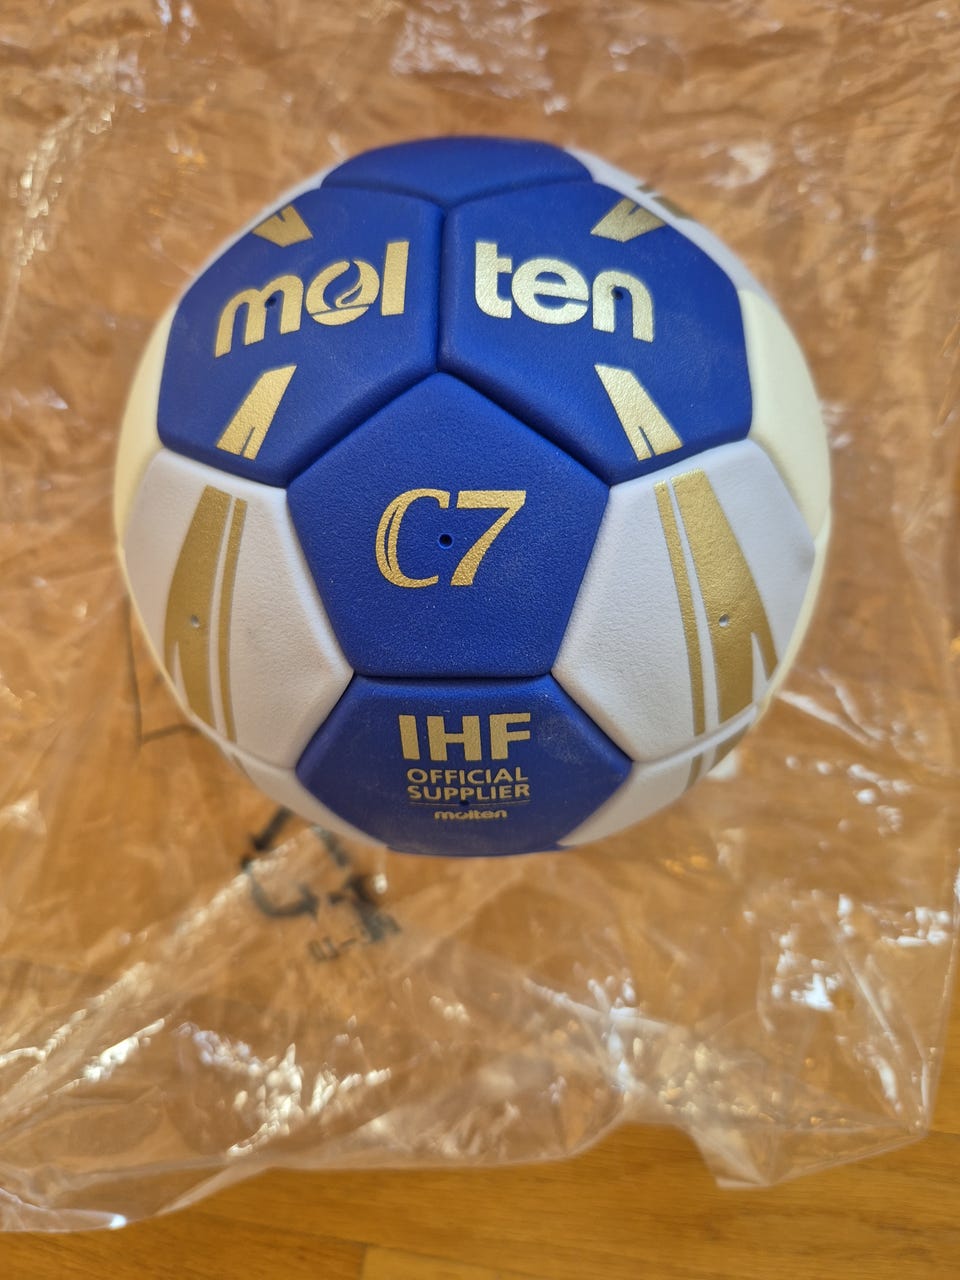 molten
C7
IHF
OFFICIAL
SUPPLIER
molten